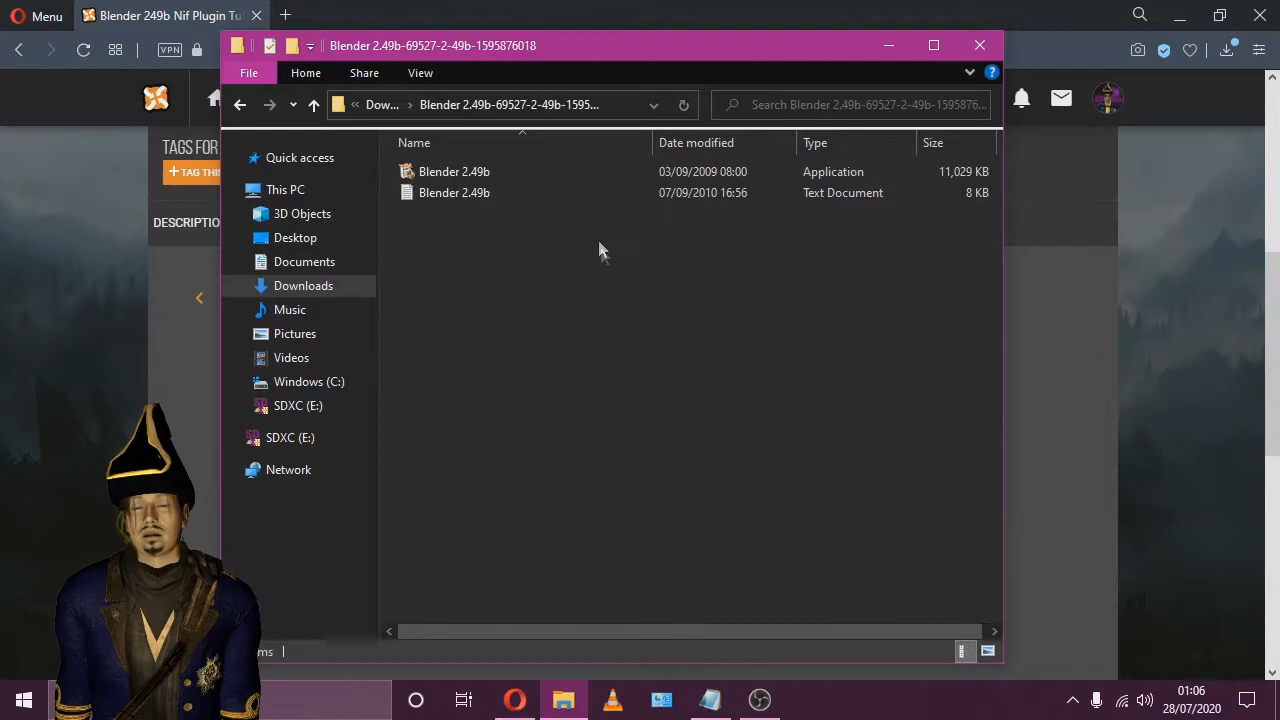 Menu
Blender 249b Nif Plugin Tu
VPN
Blender 2.49b-69527-2-49b-1595876018
File Home Share View
Dow... Blender 2.49b-69527-2-49b-1595...
Search Blender 2.49b-69527-2-49b-1595876...
TAGS FOR
+ TAG THIS
DESCRIPTIO
Name Date modified Type Size
Blender 2.49b 03/09/2009 08:00 Application 11,029 KB
Blender 2.49b 07/09/2010 16:56 Text Document 8 KB
Quick access
This PC
3D Objects
Desktop
Documents
Downloads
Music
Pictures
Videos
Windows (C:)
SDXC (E:)
SDXC (E:)
Network
ms
01:06
28/07/2020